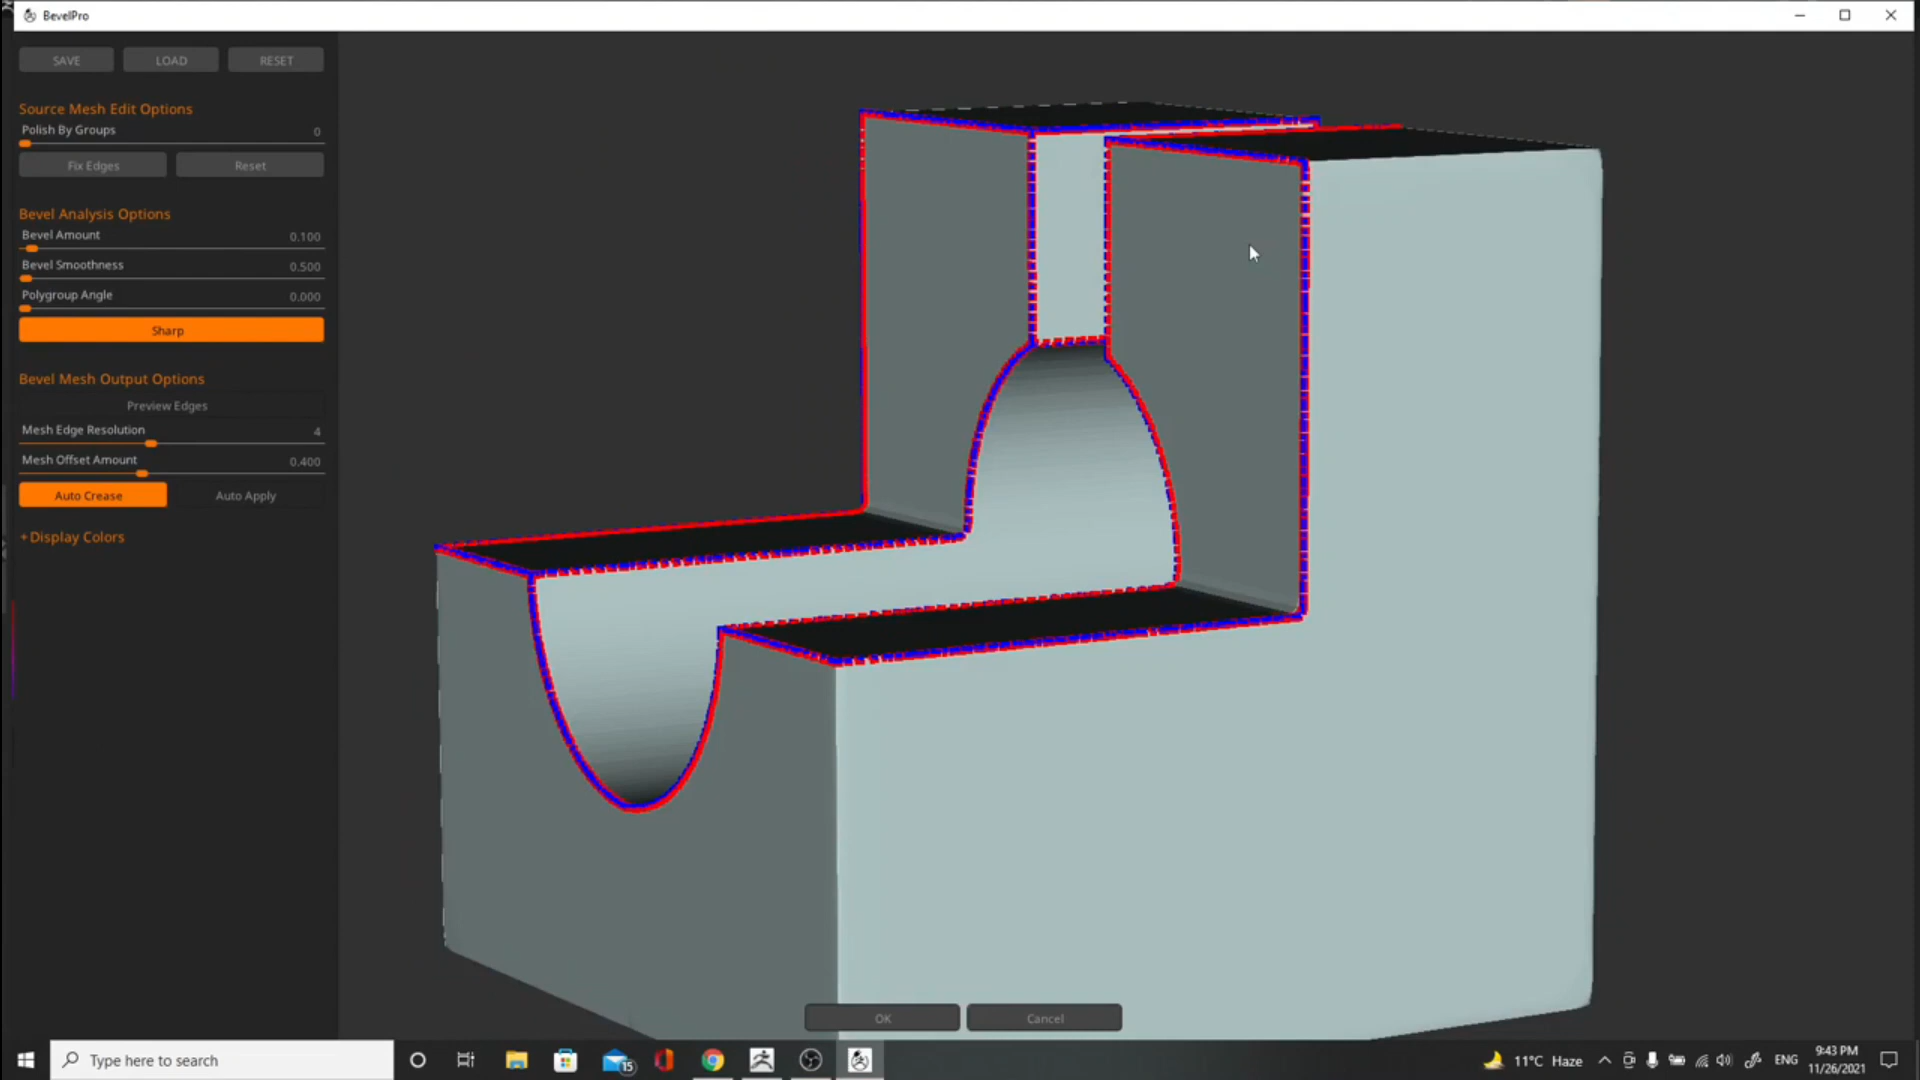 BevelPro
SAVE LOAD RESET
Source Mesh Edit Options
Polish By Groups 0
Fix Edges Reset
Bevel Analysis Options
Bevel Amount 0.100
Bevel Smoothness 0.500
Polygroup Angle 0.000
Sharp
Bevel Mesh Output Options
Preview Edges
Mesh Edge Resolution 4
Mesh Offset Amount 0.400
Auto Crease Auto Apply
+Display Colors
OK Cancel
Type here to search
15
11°C Haze
ENG
9:43 PM
11/26/2021